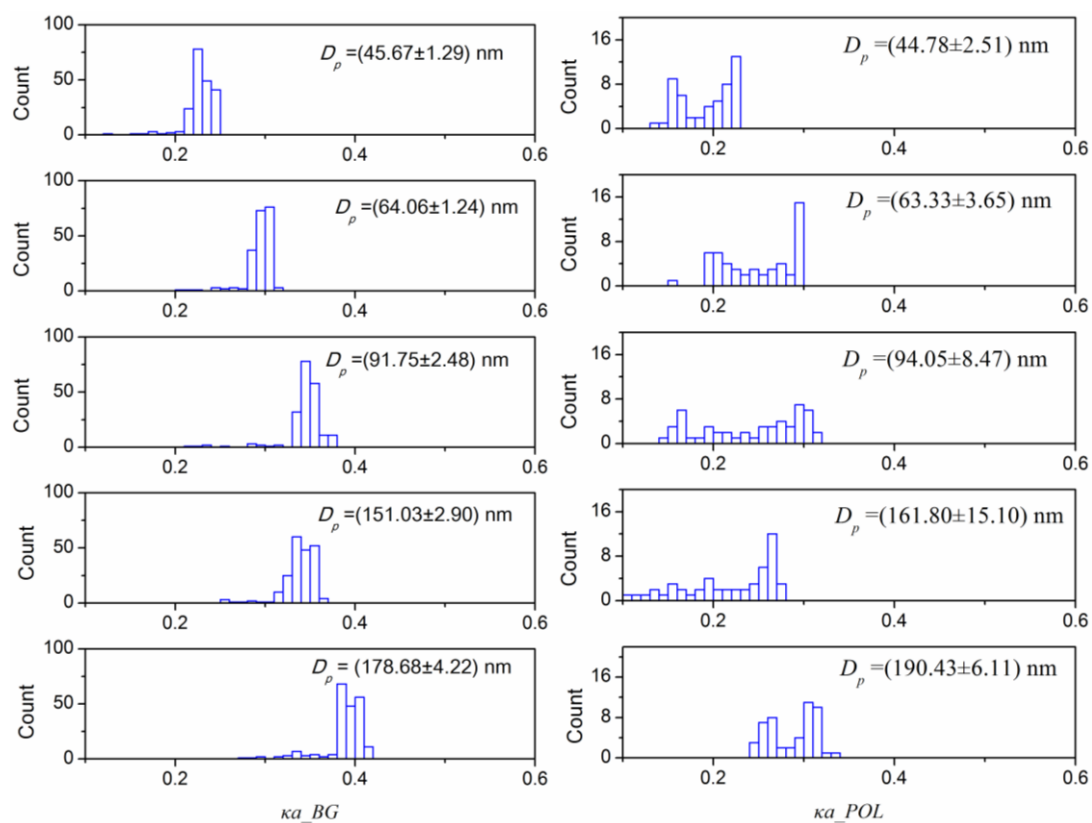 100
50
0
Count
D_p =(45.67±1.29) nm
0.2
0.4
0.6
16
8
0
Count
D_p =(44.78±2.51) nm
0.2
0.4
0.6
100
50
0
Count
D_p =(64.06±1.24) nm
0.2
0.4
0.6
16
8
0
Count
D_p =(63.33±3.65) nm
0.2
0.4
0.6
100
50
0
Count
D_p =(91.75±2.48) nm
0.2
0.4
0.6
16
8
0
Count
D_p =(94.05±8.47) nm
0.2
0.4
0.6
100
50
0
Count
D_p =(151.03±2.90) nm
0.2
0.4
0.6
16
8
0
Count
D_p =(161.80±15.10) nm
0.2
0.4
0.6
100
50
0
Count
D_p = (178.68±4.22) nm
0.2
0.4
0.6
κa_BG
16
8
0
Count
D_p =(190.43±6.11) nm
0.2
0.4
0.6
κa_POL